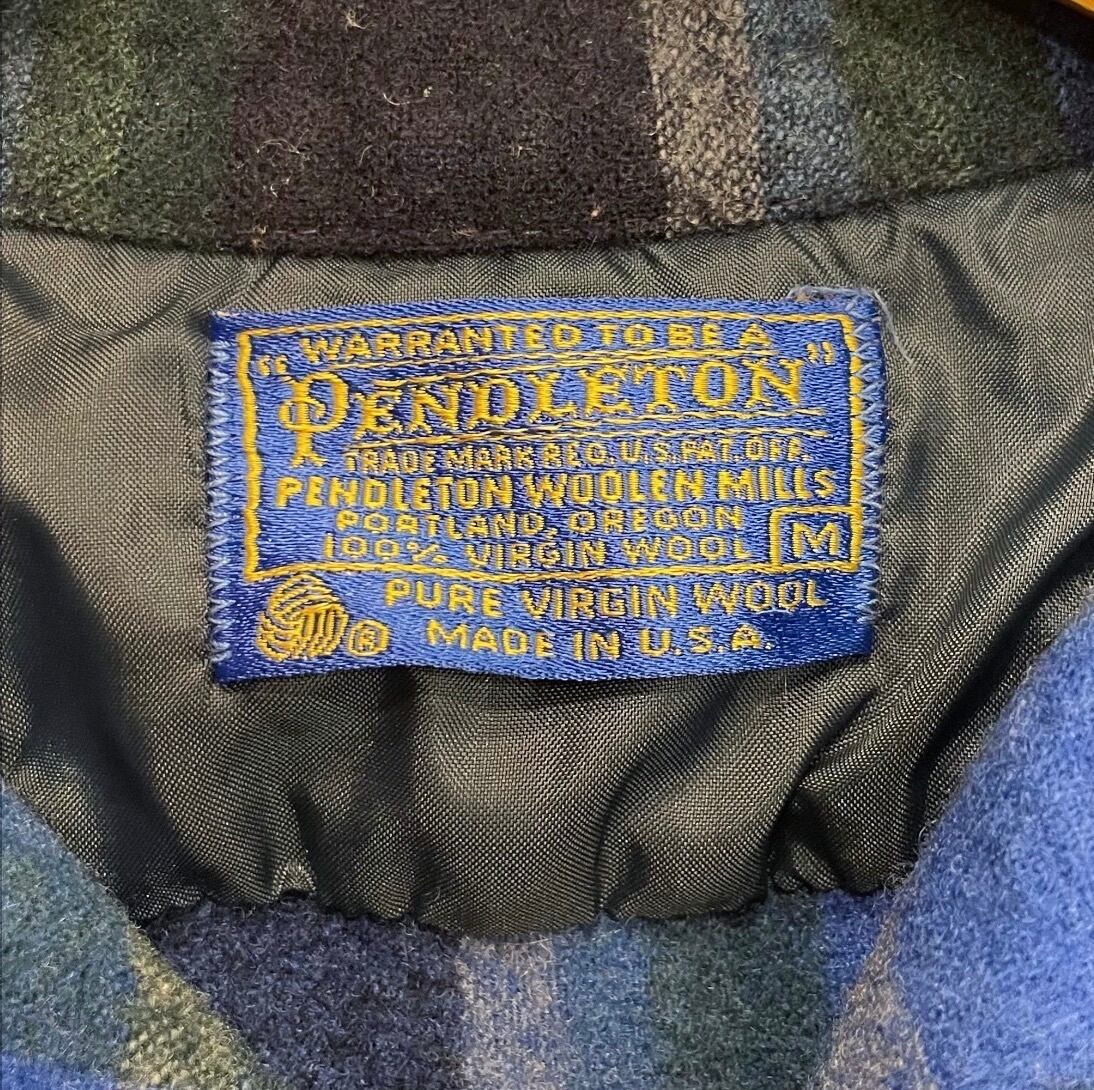 WARRANTED TO BE A
"PENDLETON"
TRADE MARK REG. U.S. PAT. OFF.
PENDLETON WOOLEN MILLS
PORTLAND, OREGON
100% VIRGIN WOOL M
PURE VIRGIN WOOL
® MADE IN U.S.A.